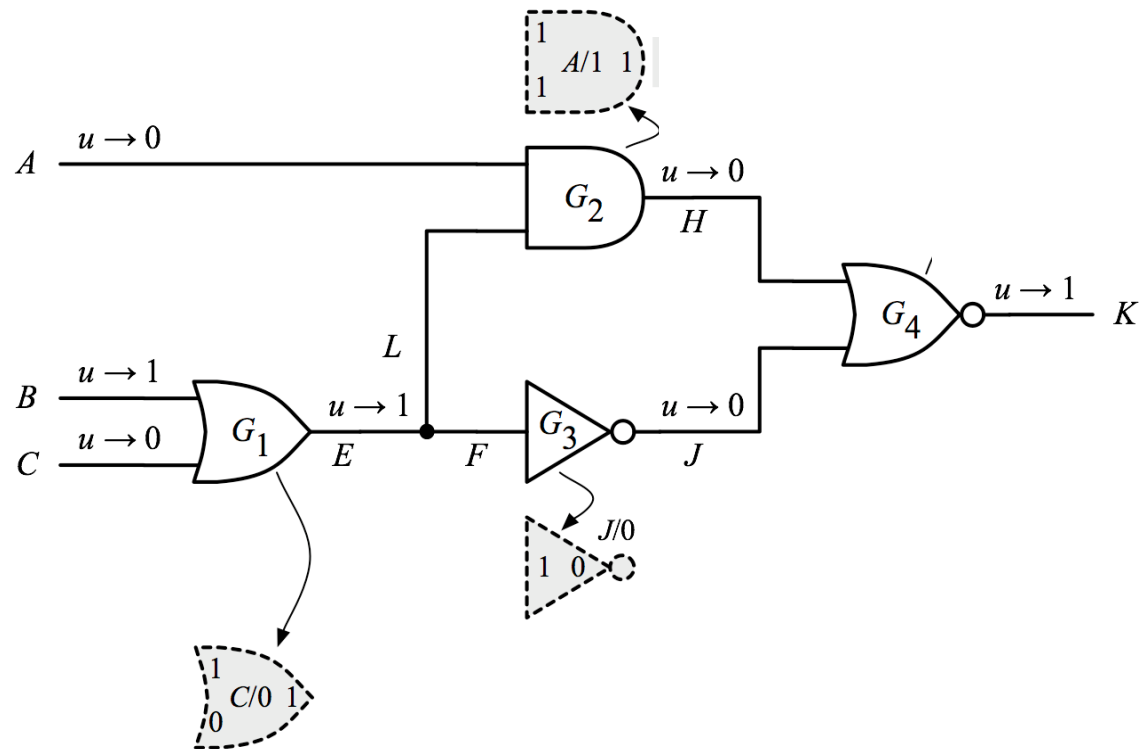 1
A/1 1
1
u → 0
A
G2
u → 0
H
u → 1
G4
K
L
u → 1
B
u → 0
C
G1
u → 1
E
F
G3
u → 0
J
J/0
1 0
1
C/0 1
0